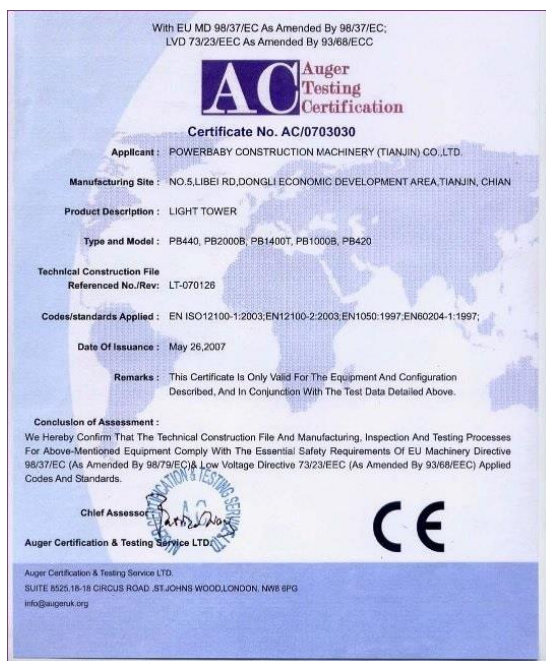 With EU MD 98/37/EC As Amended By 98/37/EC;
LVD 73/23/EEC As Amended By 93/68/ECC
AC Auger
Testing
Certification
Certificate No. AC/0703030
Applicant : POWERBABY CONSTRUCTION MACHINERY (TIANJIN) CO.,LTD.
Manufacturing Site : NO.5,LIBEI RD,DONGLI ECONOMIC DEVELOPMENT AREA,TIANJIN, CHIAN
Product Description : LIGHT TOWER
Type and Model : PB440, PB2000B, PB1400T, PB1000B, PB420
Technical Construction File
Referenced No./Rev: LT-070126
Codes/standards Applied : EN ISO12100-1:2003;EN12100-2:2003;EN1050:1997;EN60204-1:1997;
Date Of Issuance : May 26,2007
Remarks : This Certificate Is Only Valid For The Equipment And Configuration
Described, And In Conjunction With The Test Data Detailed Above.
Conclusion of Assessment :
We Hereby Confirm That The Technical Construction File And Manufacturing, Inspection And Testing Processes
For Above-Mentioned Equipment Comply With The Essential Safety Requirements Of EU Machinery Directive
98/37/EC (As Amended By 98/79/EC)& Low Voltage Directive 73/23/EEC (As Amended By 93/68/EEC) Applied
Codes And Standards.
Chief Assessor
Auger Certification & Testing Service LTD.
CE
Auger Certification & Testing Service LTD.
SUITE 8525,18-18 CIRCUS ROAD ,ST.JOHNS WOOD,LONDON. NW8 6PG
info@augeruk.org